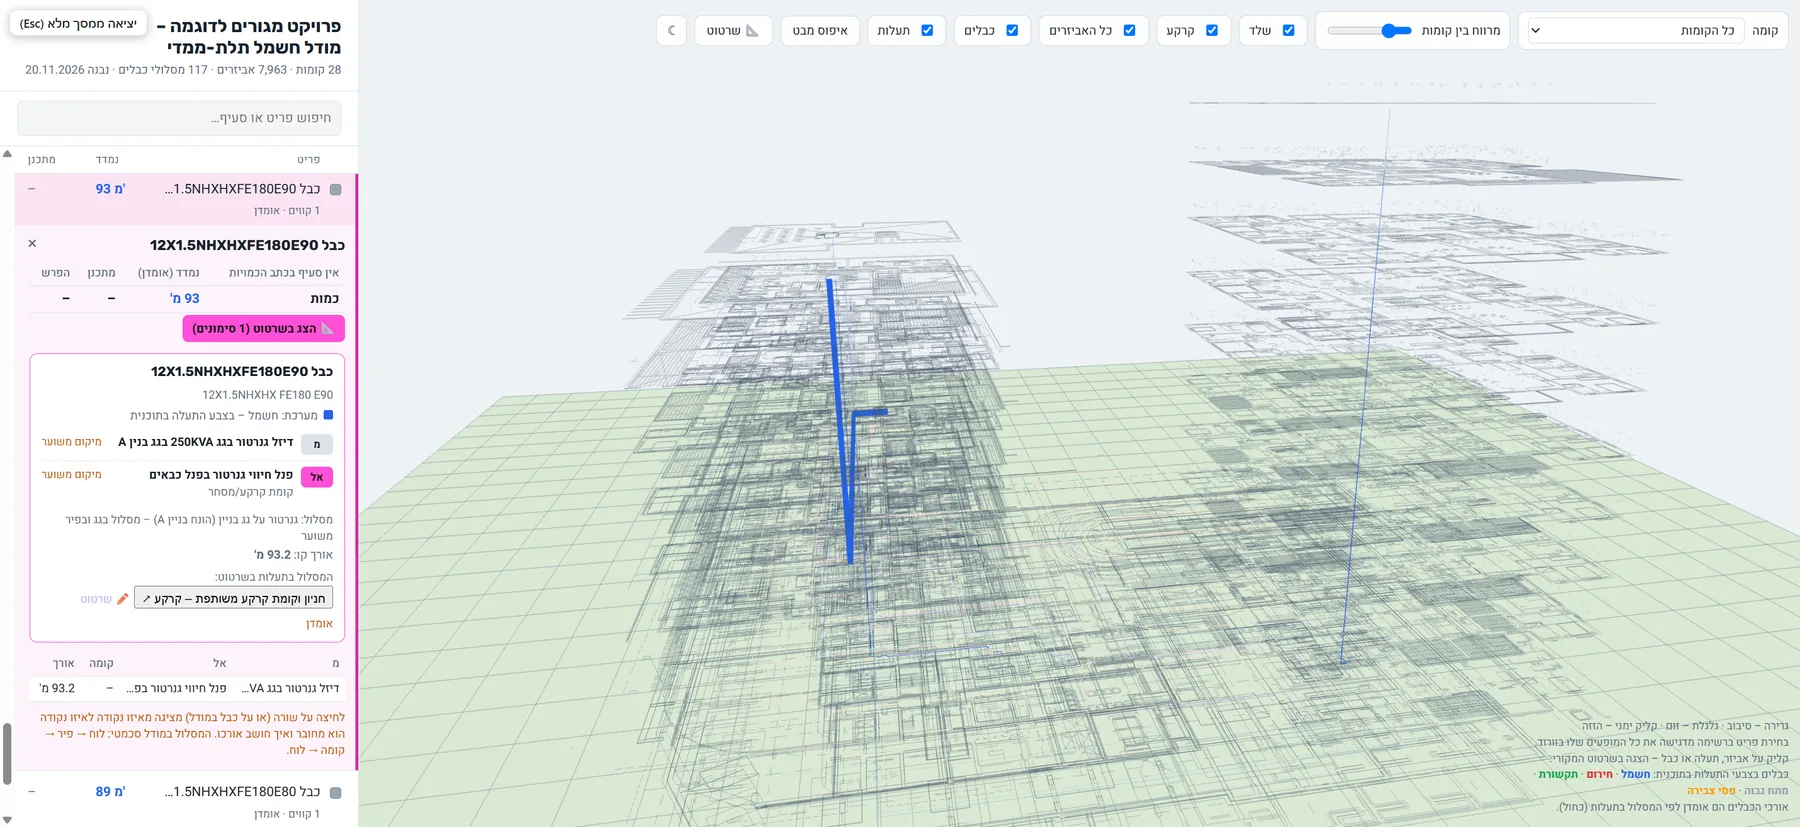 יציאה ממסך מלא (Esc)
פרויקט מגורים לדוגמה –
מודל חשמל תלת-ממדי
28 קומות · 7,963 אביזרים · 117 מסלולי כבלים · נבנה 20.11.2026
חיפוש פריט או סעיף...
פריט נמדד מתכנן
כבל 1.5NHXHXFE180E90... 93 מ' –
1 קווים · אומדן
כבל 12X1.5NHXHXFE180E90 ×
אין סעיף בכתב הכמויות נמדד (אומדן) מתכנן הפרש
כמות 93 מ' – –
📐 הצג בשרטוט (1 סימונים)
כבל 12X1.5NHXHXFE180E90
12X1.5NHXHX FE180 E90
מערכת: חשמל – בצבע התעלה בתוכנית
מ דיזל גנרטור בגג 250KVA בגג בנין A מיקום משוער
אל פנל חיווי גנרטור בפנל כבאים מיקום משוער
קומת קרקע/מסחר
מסלול: גנרטור על גג בניין (הונח בניין A) – מסלול בגג ובפיר
משוער
אורך קו: 93.2 מ'
המסלול בתעלות בשרטוט:
חניון וקומת קרקע משותפת – קרקע ↗ ✏️ שרטוט
אומדן
מ אל קומה אורך
דיזל גנרטור בגג VA... פנל חיווי גנרטור בפ... – 93.2 מ'
לחיצה על שורה (או על כבל במודל) מציגה מאיזו נקודה לאיזו נקודה
הוא מחובר ואיך חושב אורכו. המסלול במודל סכמטי: לוח → פיר →
קומה → לוח.
כבל 1.5NHXHXFE180E80... 89 מ' –
1 קווים · אומדן
קומה כל הקומות
מרווח בין קומות
שלד
קרקע
כל האביזרים
כבלים
תעלות
איפוס מבט
📐 שרטוט
☾
גרירה – סיבוב · גלגלת – זום · קליק ימני – הזזה
בחירת פריט ברשימה מדגישה את כל המופעים שלו בוורוד.
קליק על אביזר, תעלה או כבל – הצגה בשרטוט המקורי.
כבלים בצבעי התעלות בתוכנית: חשמל · חירום · תקשורת ·
מתח גבוה · פסי צבירה
אורכי הכבלים הם אומדן לפי המסלול בתעלות (כחול).